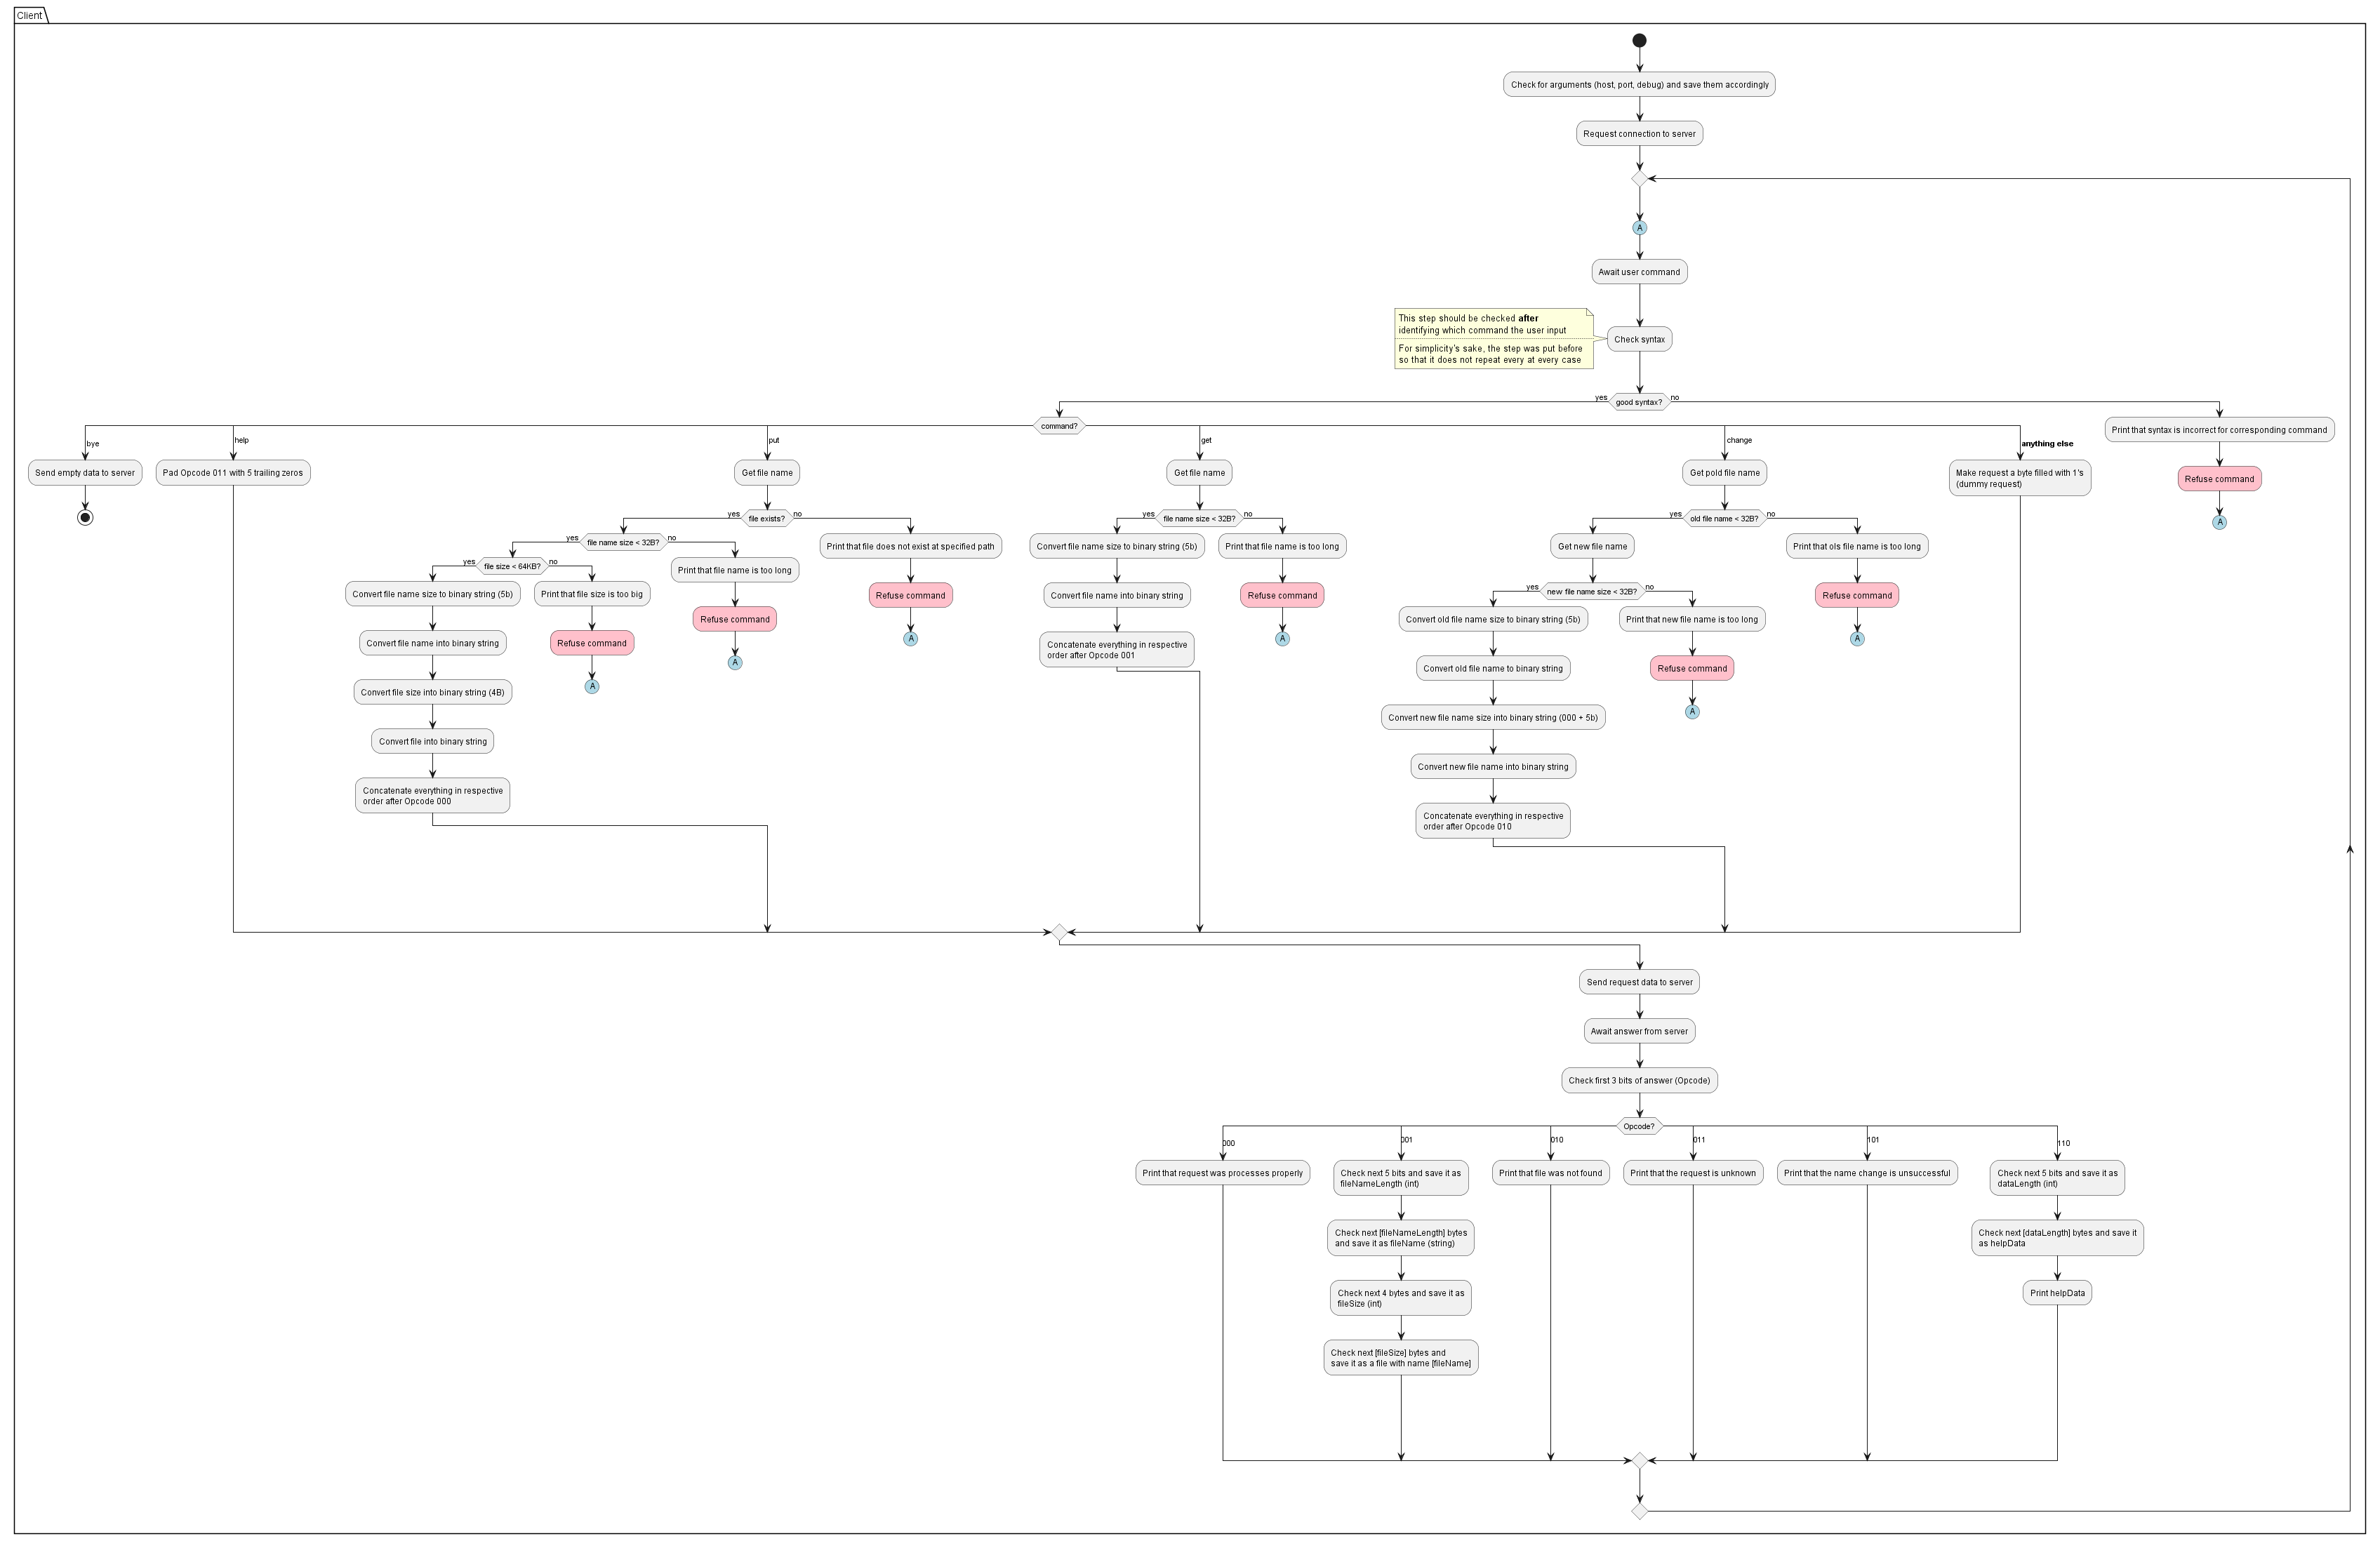 Client
Check for arguments (host, port, debug) and save them accordingly
Request connection to server
A
Await user command
This step should be checked after
identifying which command the user input
For simplicity's sake, the step was put before
so that it does not repeat every at every case
Check syntax
yes
good syntax?
no
command?
Print that syntax is incorrect for corresponding command
Refuse command
A
bye
Send empty data to server
help
Pad Opcode 011 with 5 trailing zeros
put
Get file name
yes
file exists?
no
yes
file name size < 32B?
no
yes
file size < 64KB?
no
Convert file name size to binary string (5b)
Convert file name into binary string
Convert file size into binary string (4B)
Convert file into binary string
Concatenate everything in respective
order after Opcode 000
Print that file size is too big
Refuse command
A
Print that file name is too long
Refuse command
A
Print that file does not exist at specified path
Refuse command
A
get
Get file name
yes
file name size < 32B?
no
Convert file name size to binary string (5b)
Convert file name into binary string
Concatenate everything in respective
order after Opcode 001
Print that file name is too long
Refuse command
A
change
Get pold file name
yes
old file name < 32B?
no
Get new file name
yes
new file name size < 32B?
no
Convert old file name size to binary string (5b)
Convert old file name to binary string
Convert new file name size into binary string (000 + 5b)
Convert new file name into binary string
Concatenate everything in respective
order after Opcode 010
Print that new file name is too long
Refuse command
A
Print that ols file name is too long
Refuse command
A
anything else
Make request a byte filled with 1's
(dummy request)
Send request data to server
Await answer from server
Check first 3 bits of answer (Opcode)
Opcode?
000
Print that request was processes properly
001
Check next 5 bits and save it as
fileNameLength (int)
Check next [fileNameLength] bytes
and save it as fileName (string)
Check next 4 bytes and save it as
fileSize (int)
Check next [fileSize] bytes and
save it as a file with name [fileName]
010
Print that file was not found
011
Print that the request is unknown
101
Print that the name change is unsuccessful
110
Check next 5 bits and save it as
dataLength (int)
Check next [dataLength] bytes and save it
as helpData
Print helpData